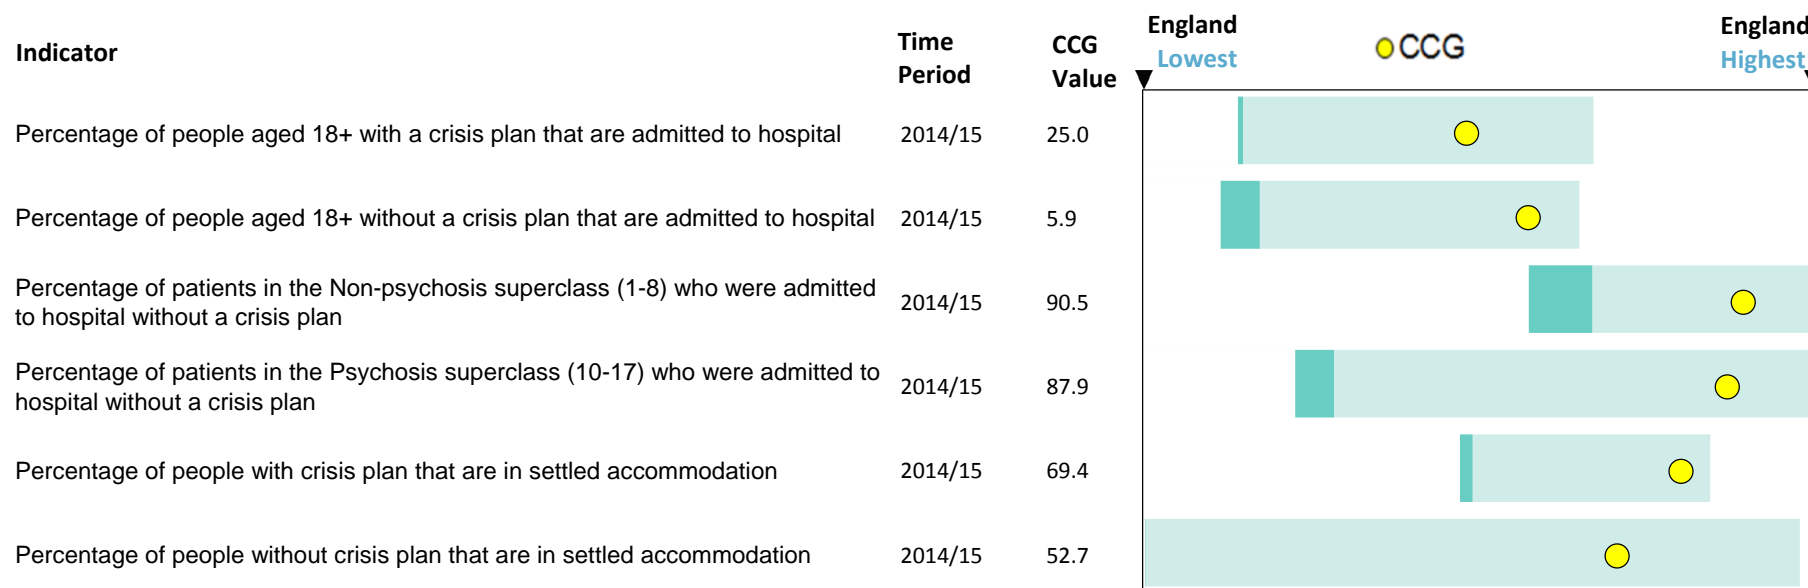 Indicator
Time Period
CCG Value
England Lowest
CCG
England Highest
Percentage of people aged 18+ with a crisis plan that are admitted to hospital 2014/15 25.0
Percentage of people aged 18+ without a crisis plan that are admitted to hospital 2014/15 5.9
Percentage of patients in the Non-psychosis superclass (1-8) who were admitted
to hospital without a crisis plan 2014/15 90.5
Percentage of patients in the Psychosis superclass (10-17) who were admitted to
hospital without a crisis plan 2014/15 87.9
Percentage of people with crisis plan that are in settled accommodation 2014/15 69.4
Percentage of people without crisis plan that are in settled accommodation 2014/15 52.7